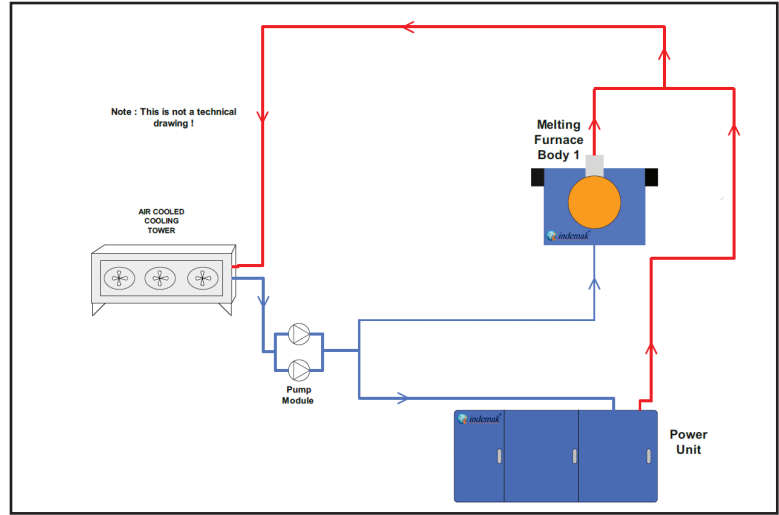 Note : This is not a technical
drawing !
Melting
Furnace
Body 1
indemak
AIR COOLED
COOLING
TOWER
Pump
Module
indemak
Power
Unit